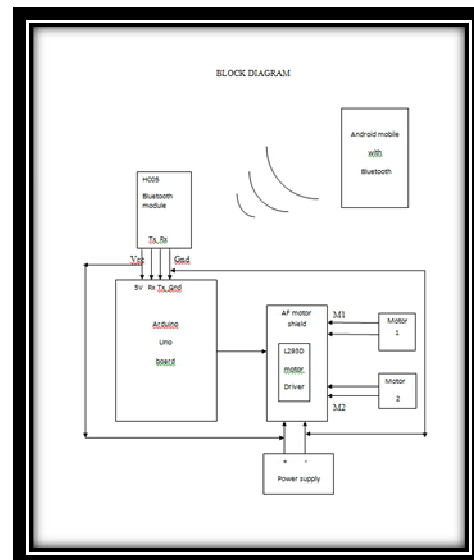 BLOCK DIAGRAM
Android mobile
with
Bluetooth
HC05
Bluetooth
module
Tx Rx
Vcc Gnd
5V Rx Tx Gnd
Arduino
Uno
board
AF motor
shield
L293D
motor
Driver
M1
Motor
1
Motor
2
M2
Power supply